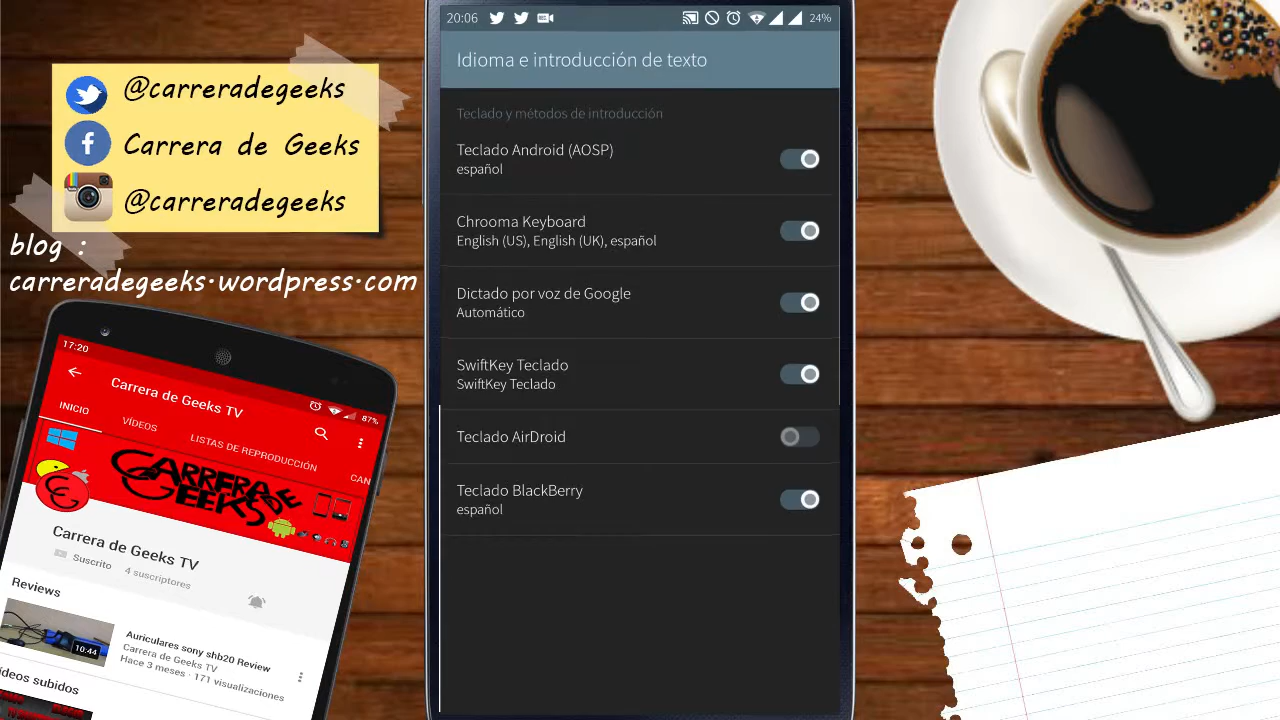 @carreradegeeks
Carrera de Geeks
@carreradegeeks
blog :
carreradegeeks.wordpress.com
17:20
87%
Carrera de Geeks TV
INICIO
VÍDEOS
LISTAS DE REPRODUCCIÓN
CAN
CARRERA DE
GEEKS
Carrera de Geeks TV
Suscrito
4 suscriptores
Reviews
10:44
Auriculares sony shb20 Review
Carrera de Geeks TV
Hace 3 meses · 171 visualizaciones
ídeos subidos
20:06
24%
Idioma e introducción de texto
Teclado y métodos de introducción
Teclado Android (AOSP)
español
Chrooma Keyboard
English (US), English (UK), español
Dictado por voz de Google
Automático
SwiftKey Teclado
SwiftKey Teclado
Teclado AirDroid
Teclado BlackBerry
español